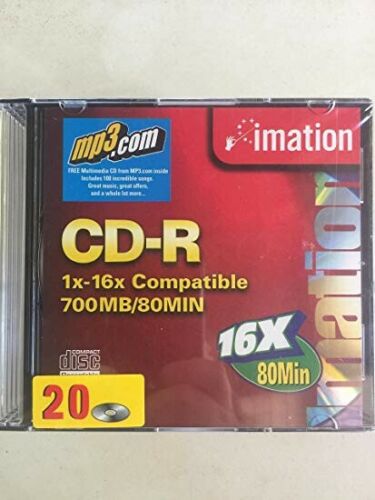 mp3.com
FREE Multimedia CD from MP3.com inside
Includes 100 incredible songs.
Great music, great offers,
and a whole lot more...
imation
CD-R
1x-16x Compatible
700MB/80MIN
16X
80Min
imation
COMPACT
disc
Recordable
20